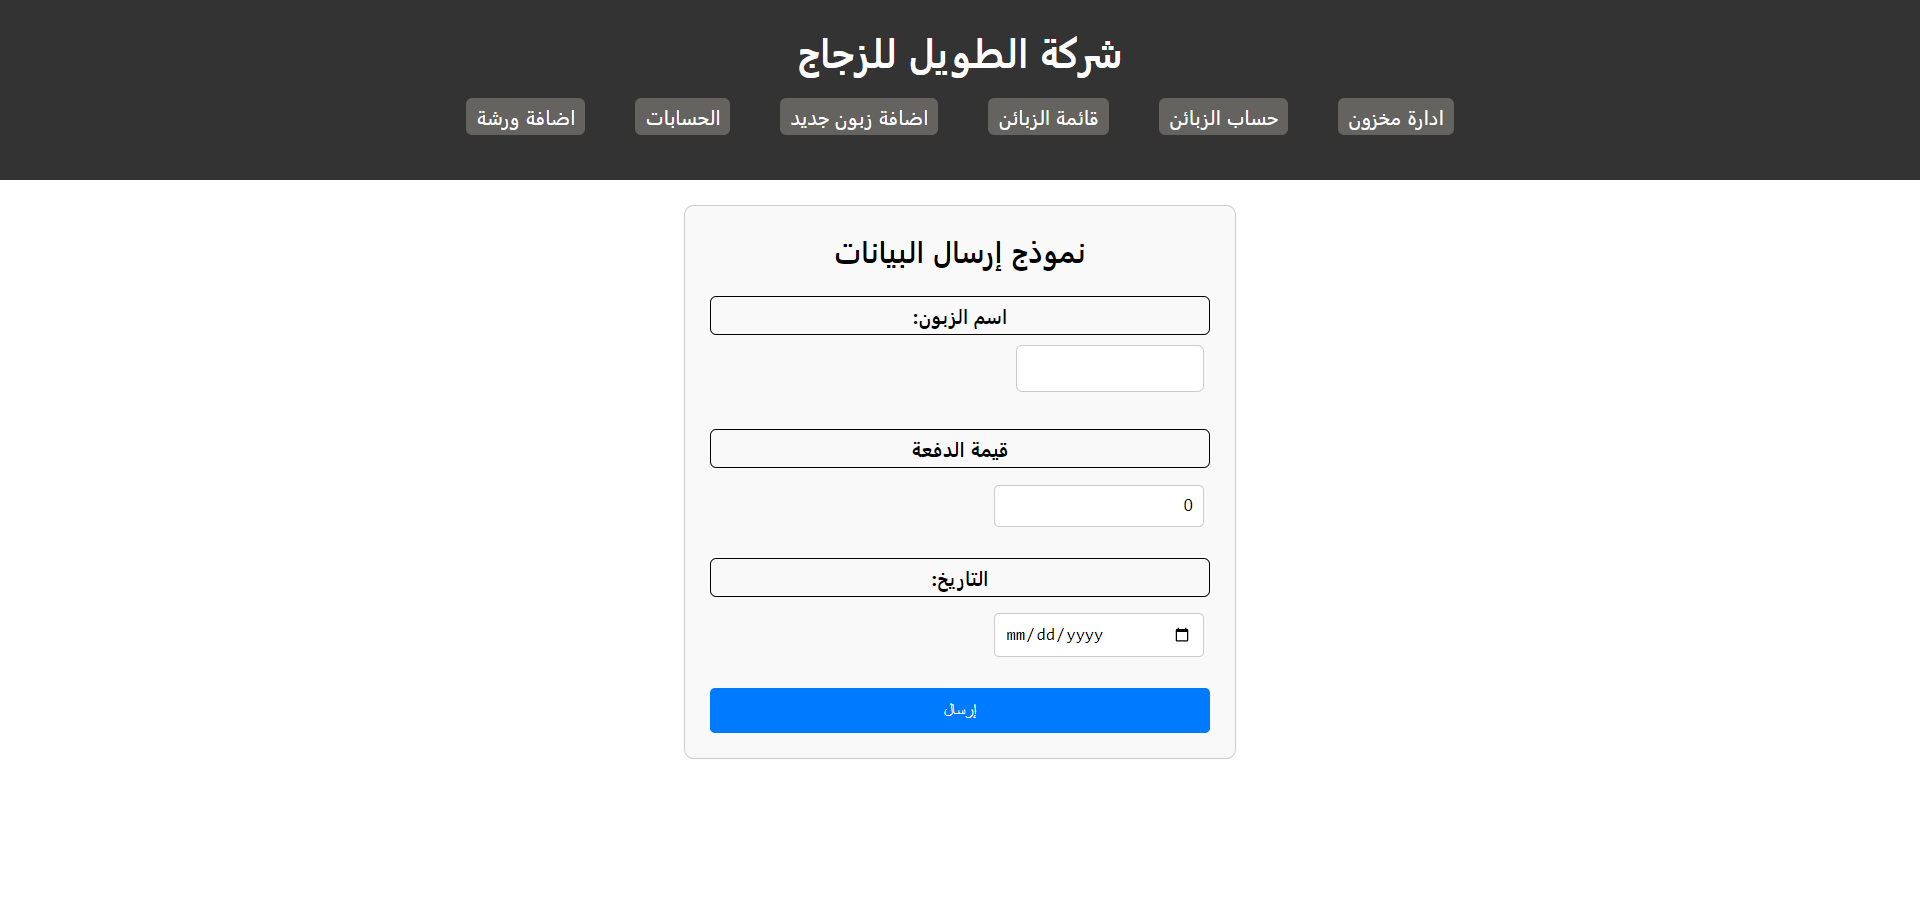 شركة الطويل للزجاج
ادارة مخزون
حساب الزبائن
قائمة الزبائن
اضافة زبون جديد
الحسابات
اضافة ورشة
نموذج إرسال البيانات
اسم الزبون:
قيمة الدفعة
0
التاريخ:
mm/dd/yyyy
إرسال